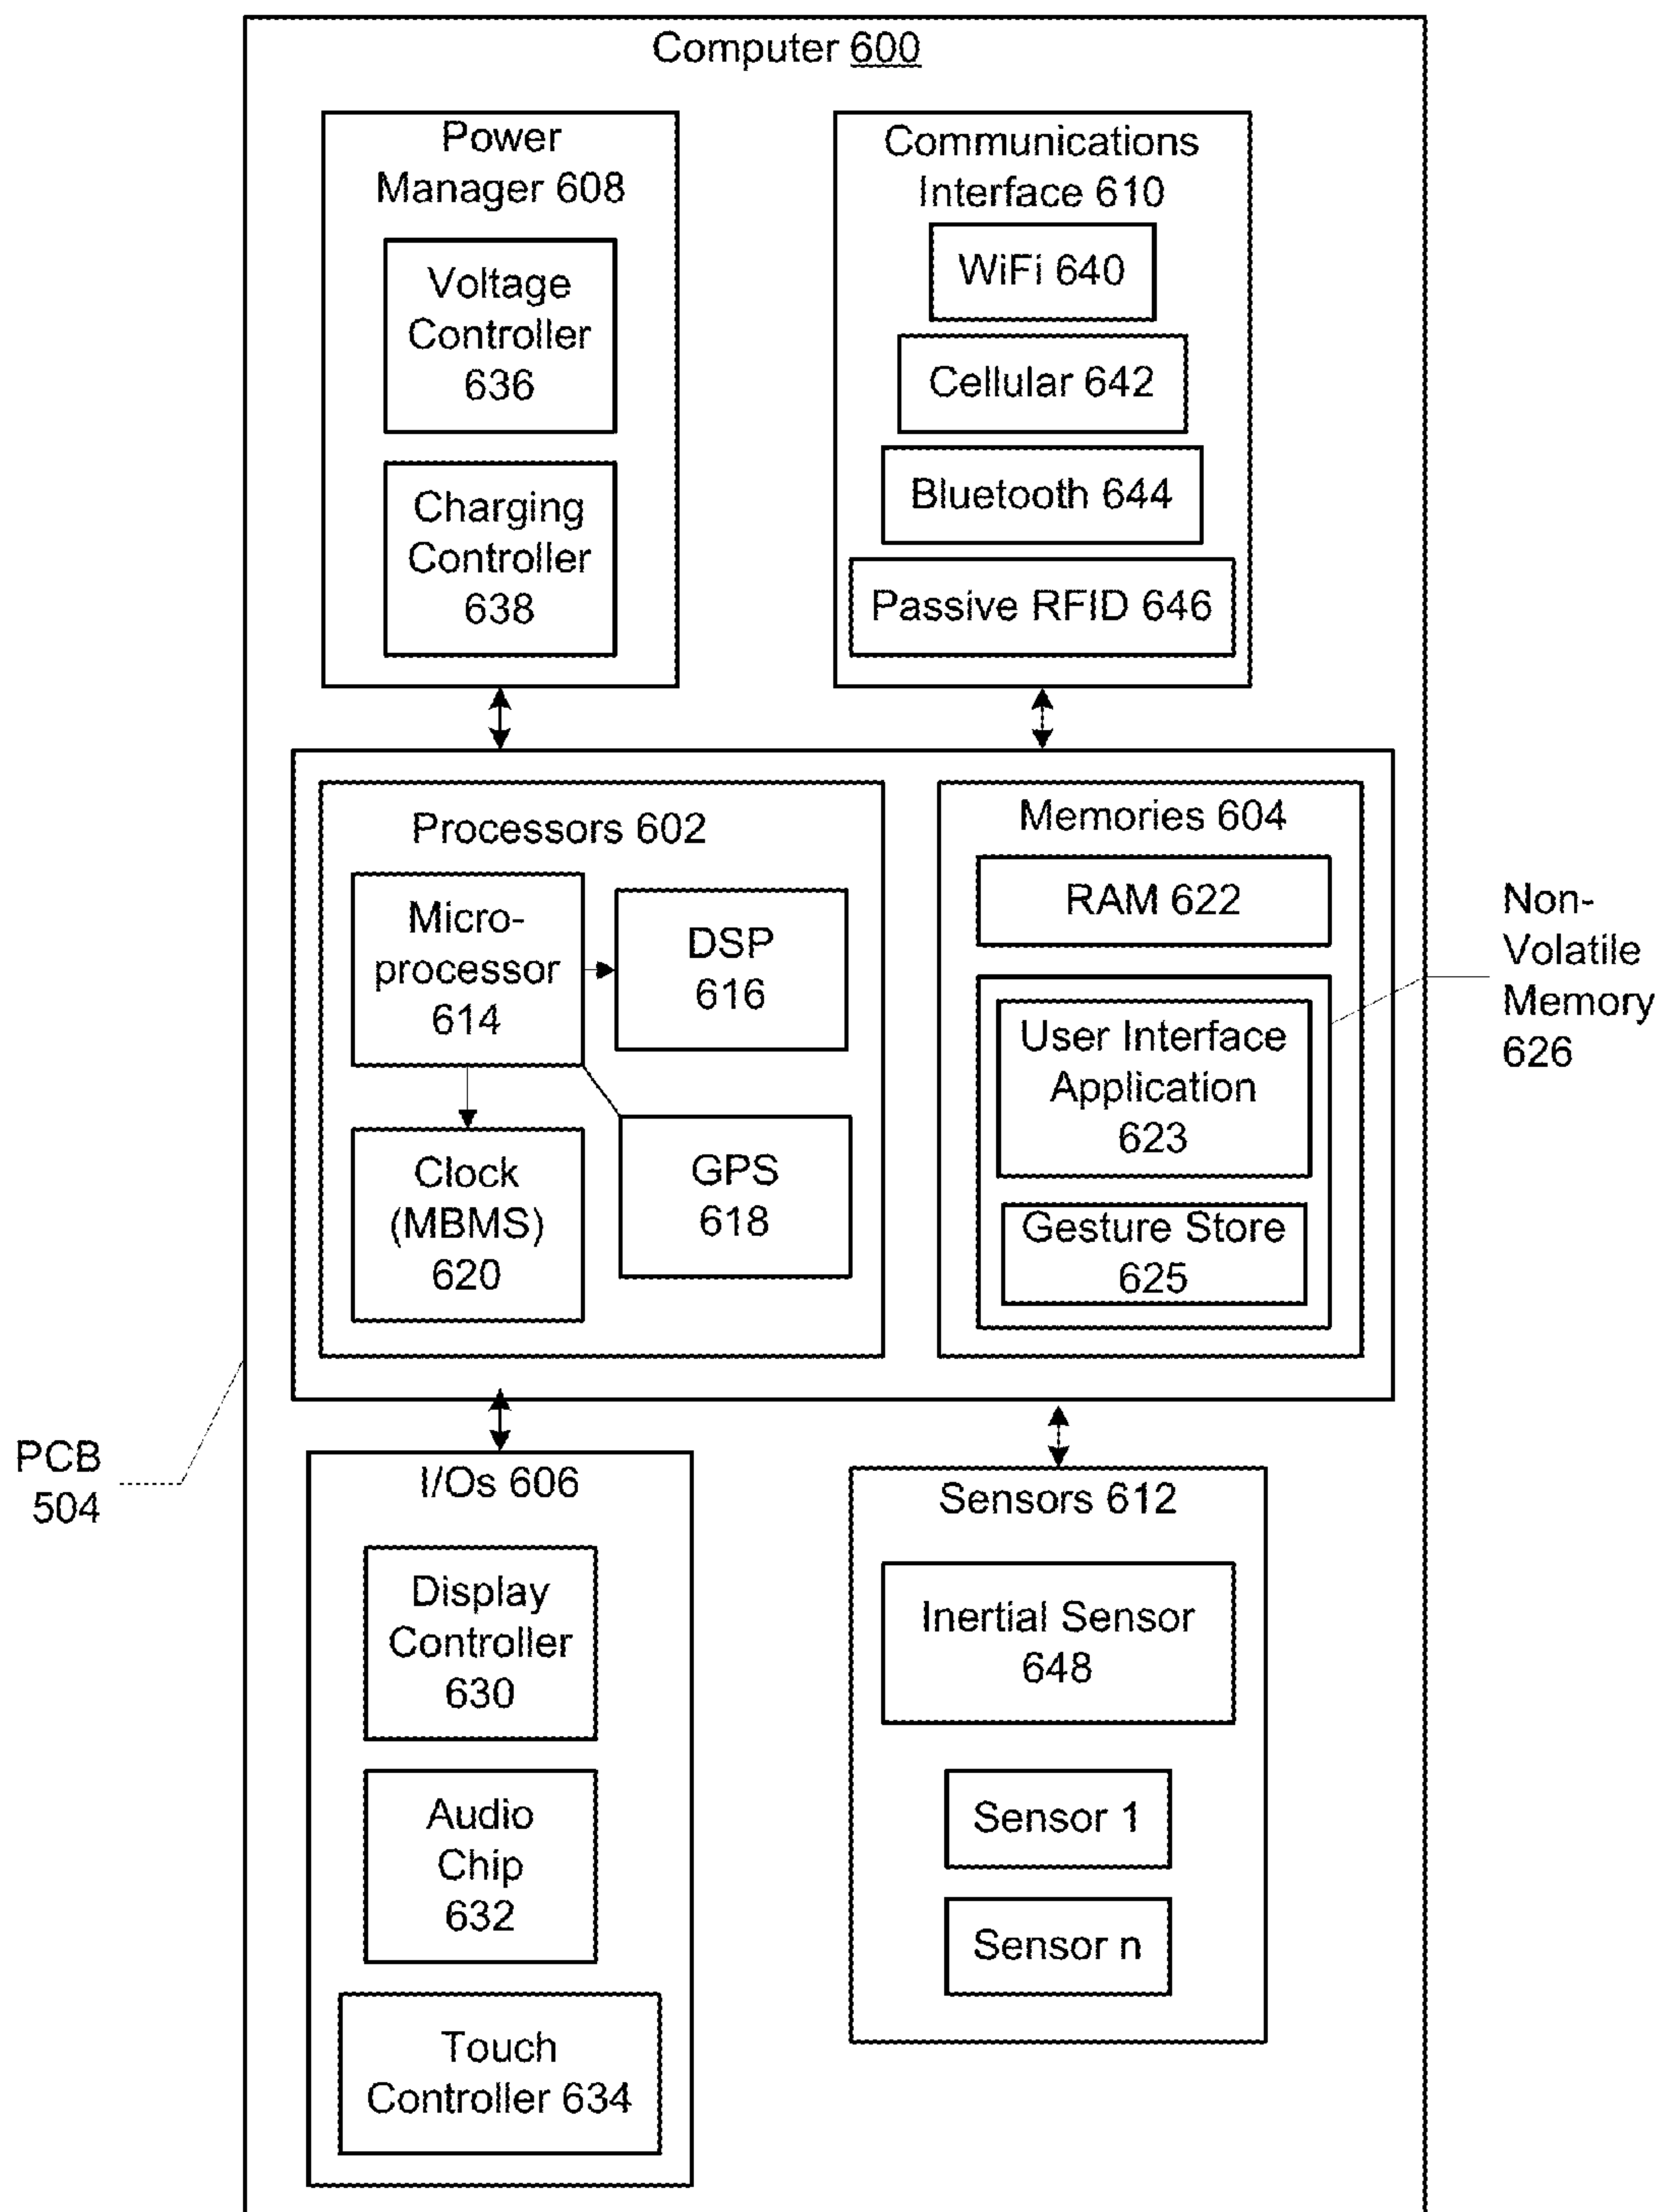 Computer 600
Power
Manager 608
Voltage
Controller
636
Charging
Controller
638
Communications
Interface 610
WiFi 640
Cellular 642
Bluetooth 644
Passive RFID 646
Processors 602
Micro-
processor
614
DSP
616
Clock
(MBMS)
620
GPS
618
Memories 604
RAM 622
User Interface
Application
623
Gesture Store
625
Non-
Volatile
Memory
626
PCB
504
I/Os 606
Display
Controller
630
Audio
Chip
632
Touch
Controller 634
Sensors 612
Inertial Sensor
648
Sensor 1
Sensor n